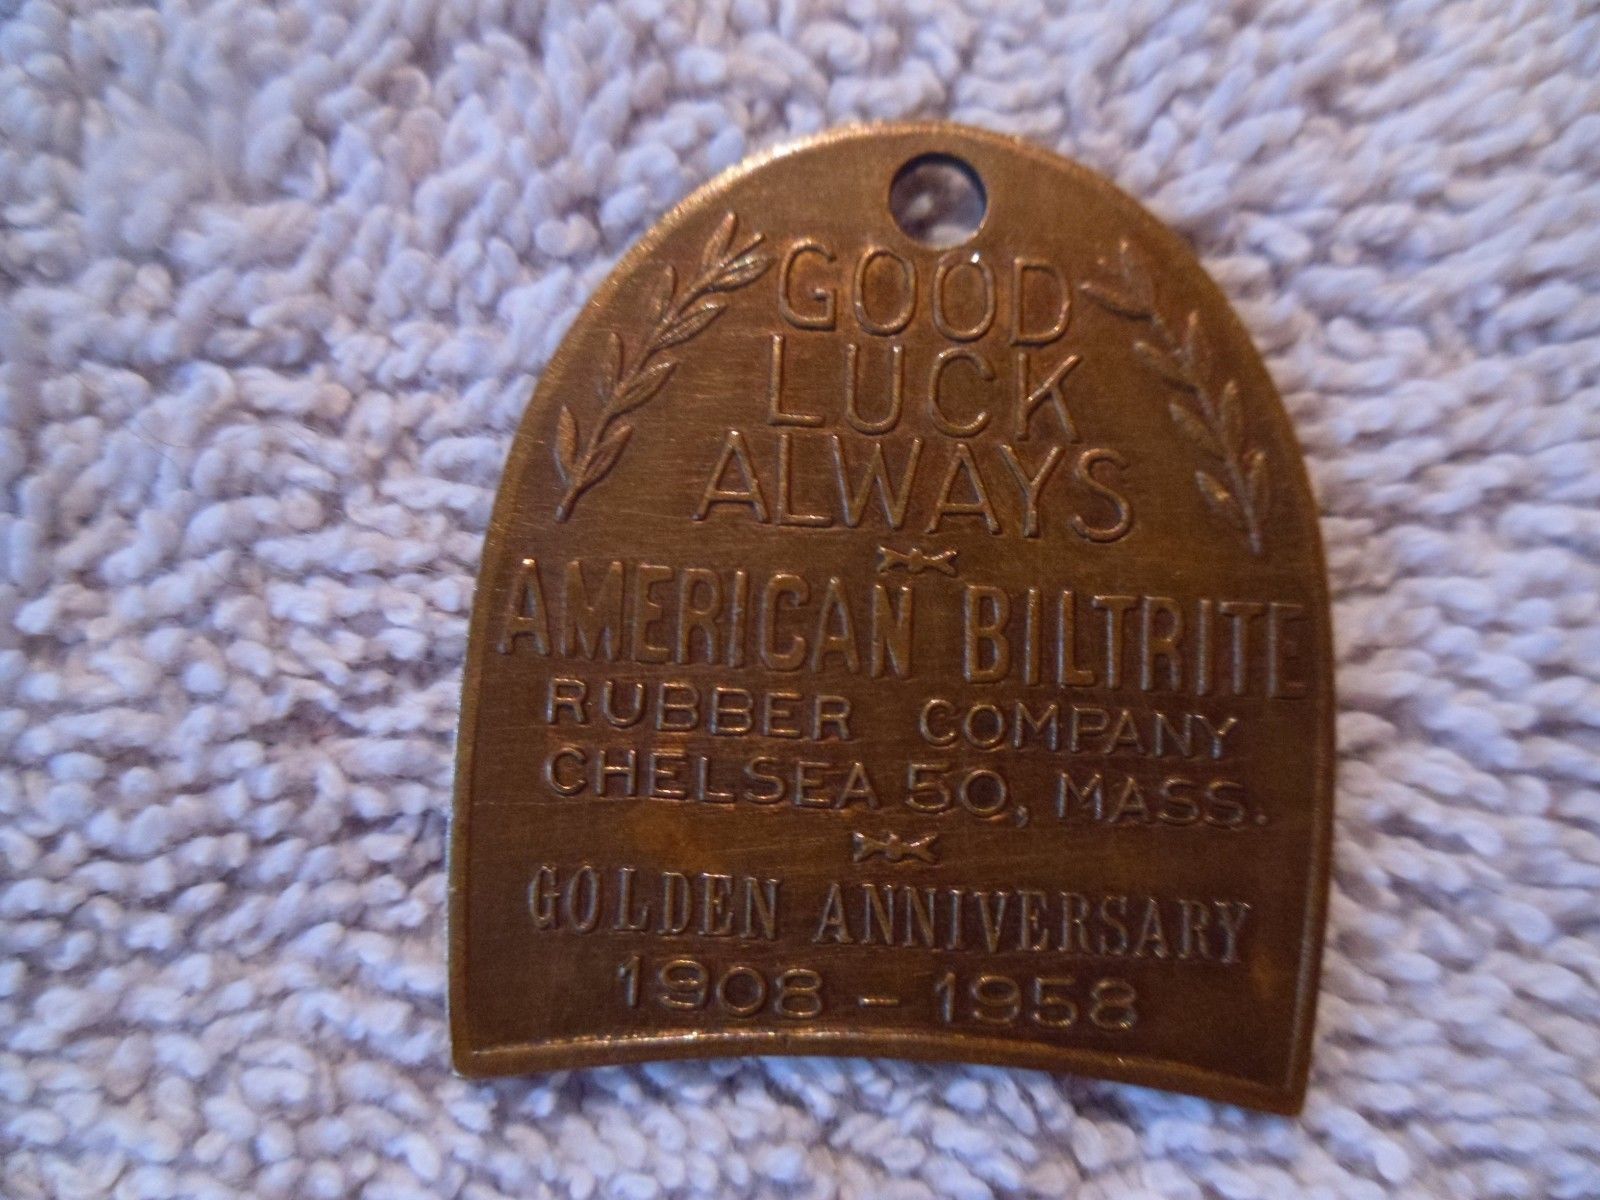 GOOD
LUCK
ALWAYS
AMERICAN BILTRITE
RUBBER COMPANY
CHELSEA 50, MASS.
GOLDEN ANNIVERSARY
1908 - 1958